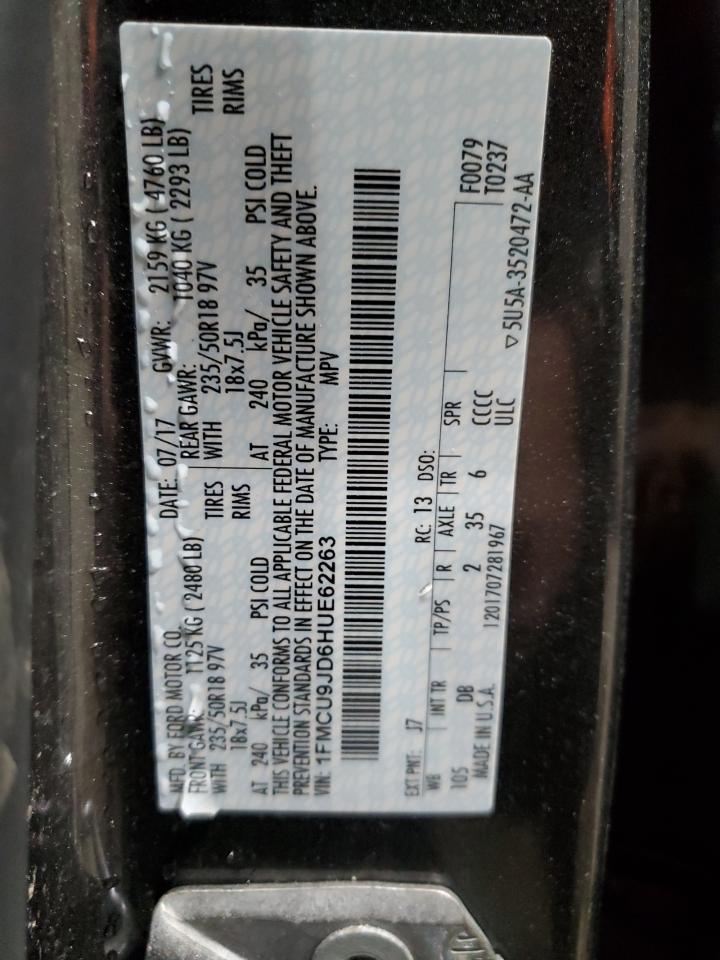 MFD. BY FORD MOTOR CO. DATE: 07/17 GVWR: 2159 KG ( 4760 LB)
FRONT GAWR: 1125 KG ( 2480 LB) REAR GAWR: 1040 KG ( 2293 LB)
WITH 235/50R18 97V TIRES WITH 235/50R18 97V TIRES
18x7.5J RIMS 18x7.5J RIMS
AT 240 kPa/ 35 PSI COLD AT 240 kPa/ 35 PSI COLD
THIS VEHICLE CONFORMS TO ALL APPLICABLE FEDERAL MOTOR VEHICLE SAFETY AND THEFT
PREVENTION STANDARDS IN EFFECT ON THE DATE OF MANUFACTURE SHOWN ABOVE.
VIN: 1FMCU9JD6HUE62263 TYPE: MPV
EXT PNT: J7 RC: 13 DSO:
WB INT TR TP/PS R AXLE TR SPR F0079
105 DB 2 35 6 CCCC T0237
MADE IN U.S.A. 1201707281967 ULC
▽5U5A-3520472-AA